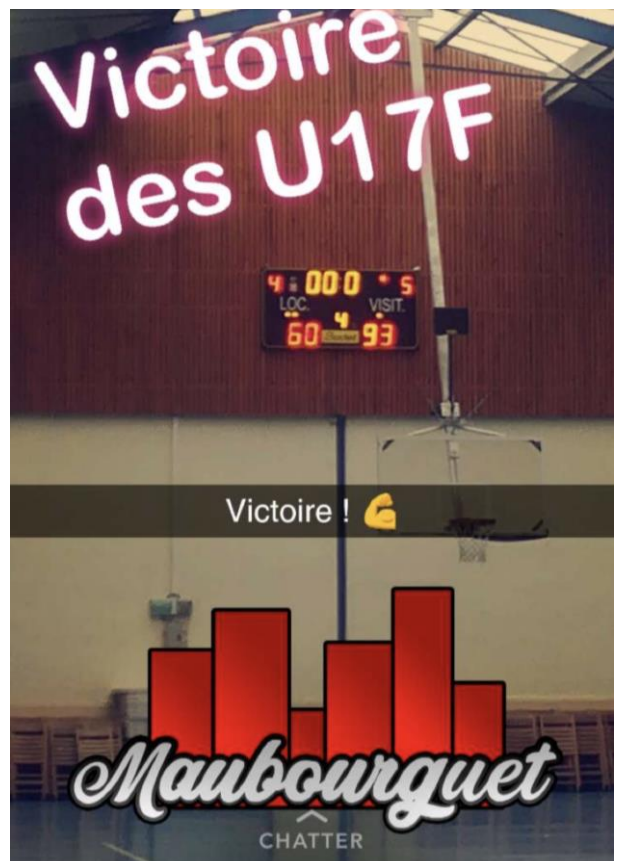 Victoire
des U17F
4 00:0 5
LOC. VISIT.
4
60 93
Victoire ! 💪
Maubourguet
CHATTER